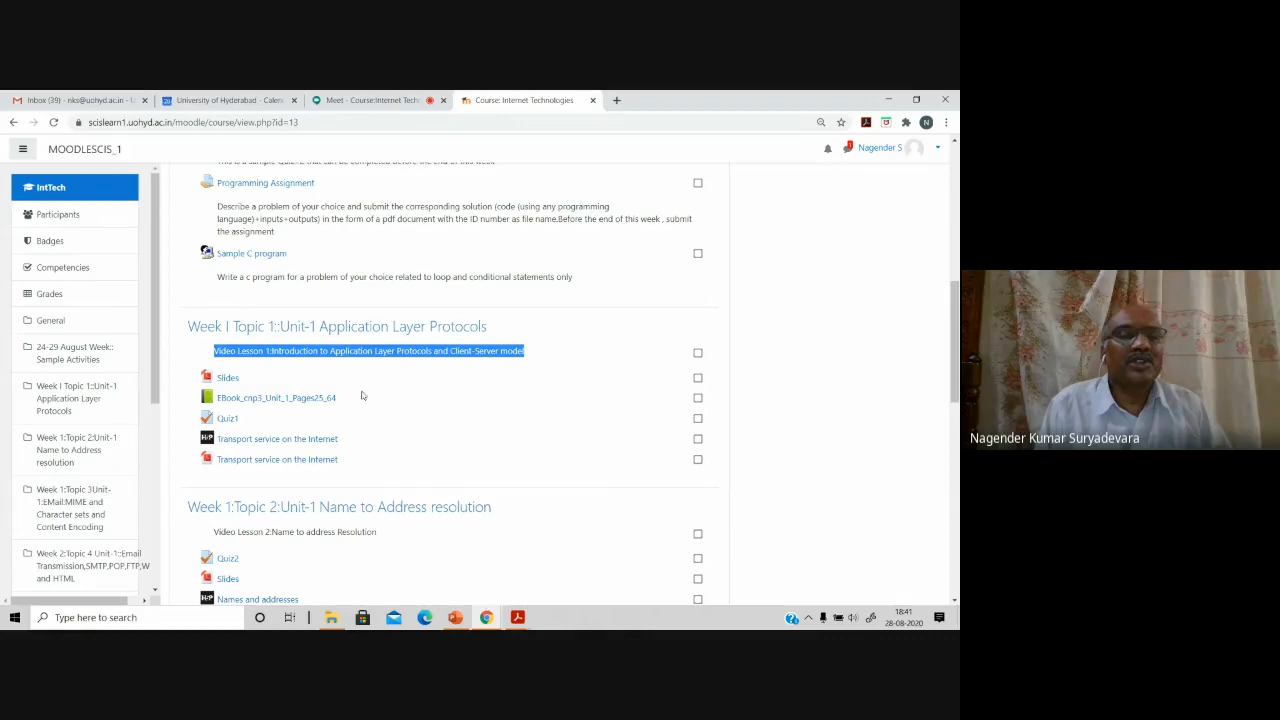 Inbox (39) - nks@uohyd.ac.in - U
University of Hyderabad - Calen
Meet - Course:Internet Techn
Course: Internet Technologies
scislearn1.uohyd.ac.in/moodle/course/view.php?id=13
MOODLESCIS_1
Nagender S
IntTech
Participants
Badges
Competencies
Grades
General
24-29 August Week::
Sample Activities
Week I Topic 1::Unit-1
Application Layer
Protocols
Week 1:Topic 2:Unit-1
Name to Address
resolution
Week 1:Topic 3Unit-
1:EMail:MIME and
Character sets and
Content Encoding
Week 2:Topic 4 Unit-1::Email
Transmission,SMTP,POP,FTP,W
and HTML
Programming Assignment
Describe a problem of your choice and submit the corresponding solution (code (using any programming
language)+inputs+outputs) in the form of a pdf document with the ID number as file name.Before the end of this week , submit
the assignment
Sample C program
Write a c program for a problem of your choice related to loop and conditional statements only
Week I Topic 1::Unit-1 Application Layer Protocols
Video Lesson 1:Introduction to Application Layer Protocols and Client-Server model
Slides
EBook_cnp3_Unit_1_Pages25_64
Quiz1
H-P Transport service on the Internet
Transport service on the Internet
Week 1:Topic 2:Unit-1 Name to Address resolution
Video Lesson 2:Name to address Resolution
Quiz2
Slides
H-P Names and addresses
Type here to search
18:41
28-08-2020
Nagender Kumar Suryadevara